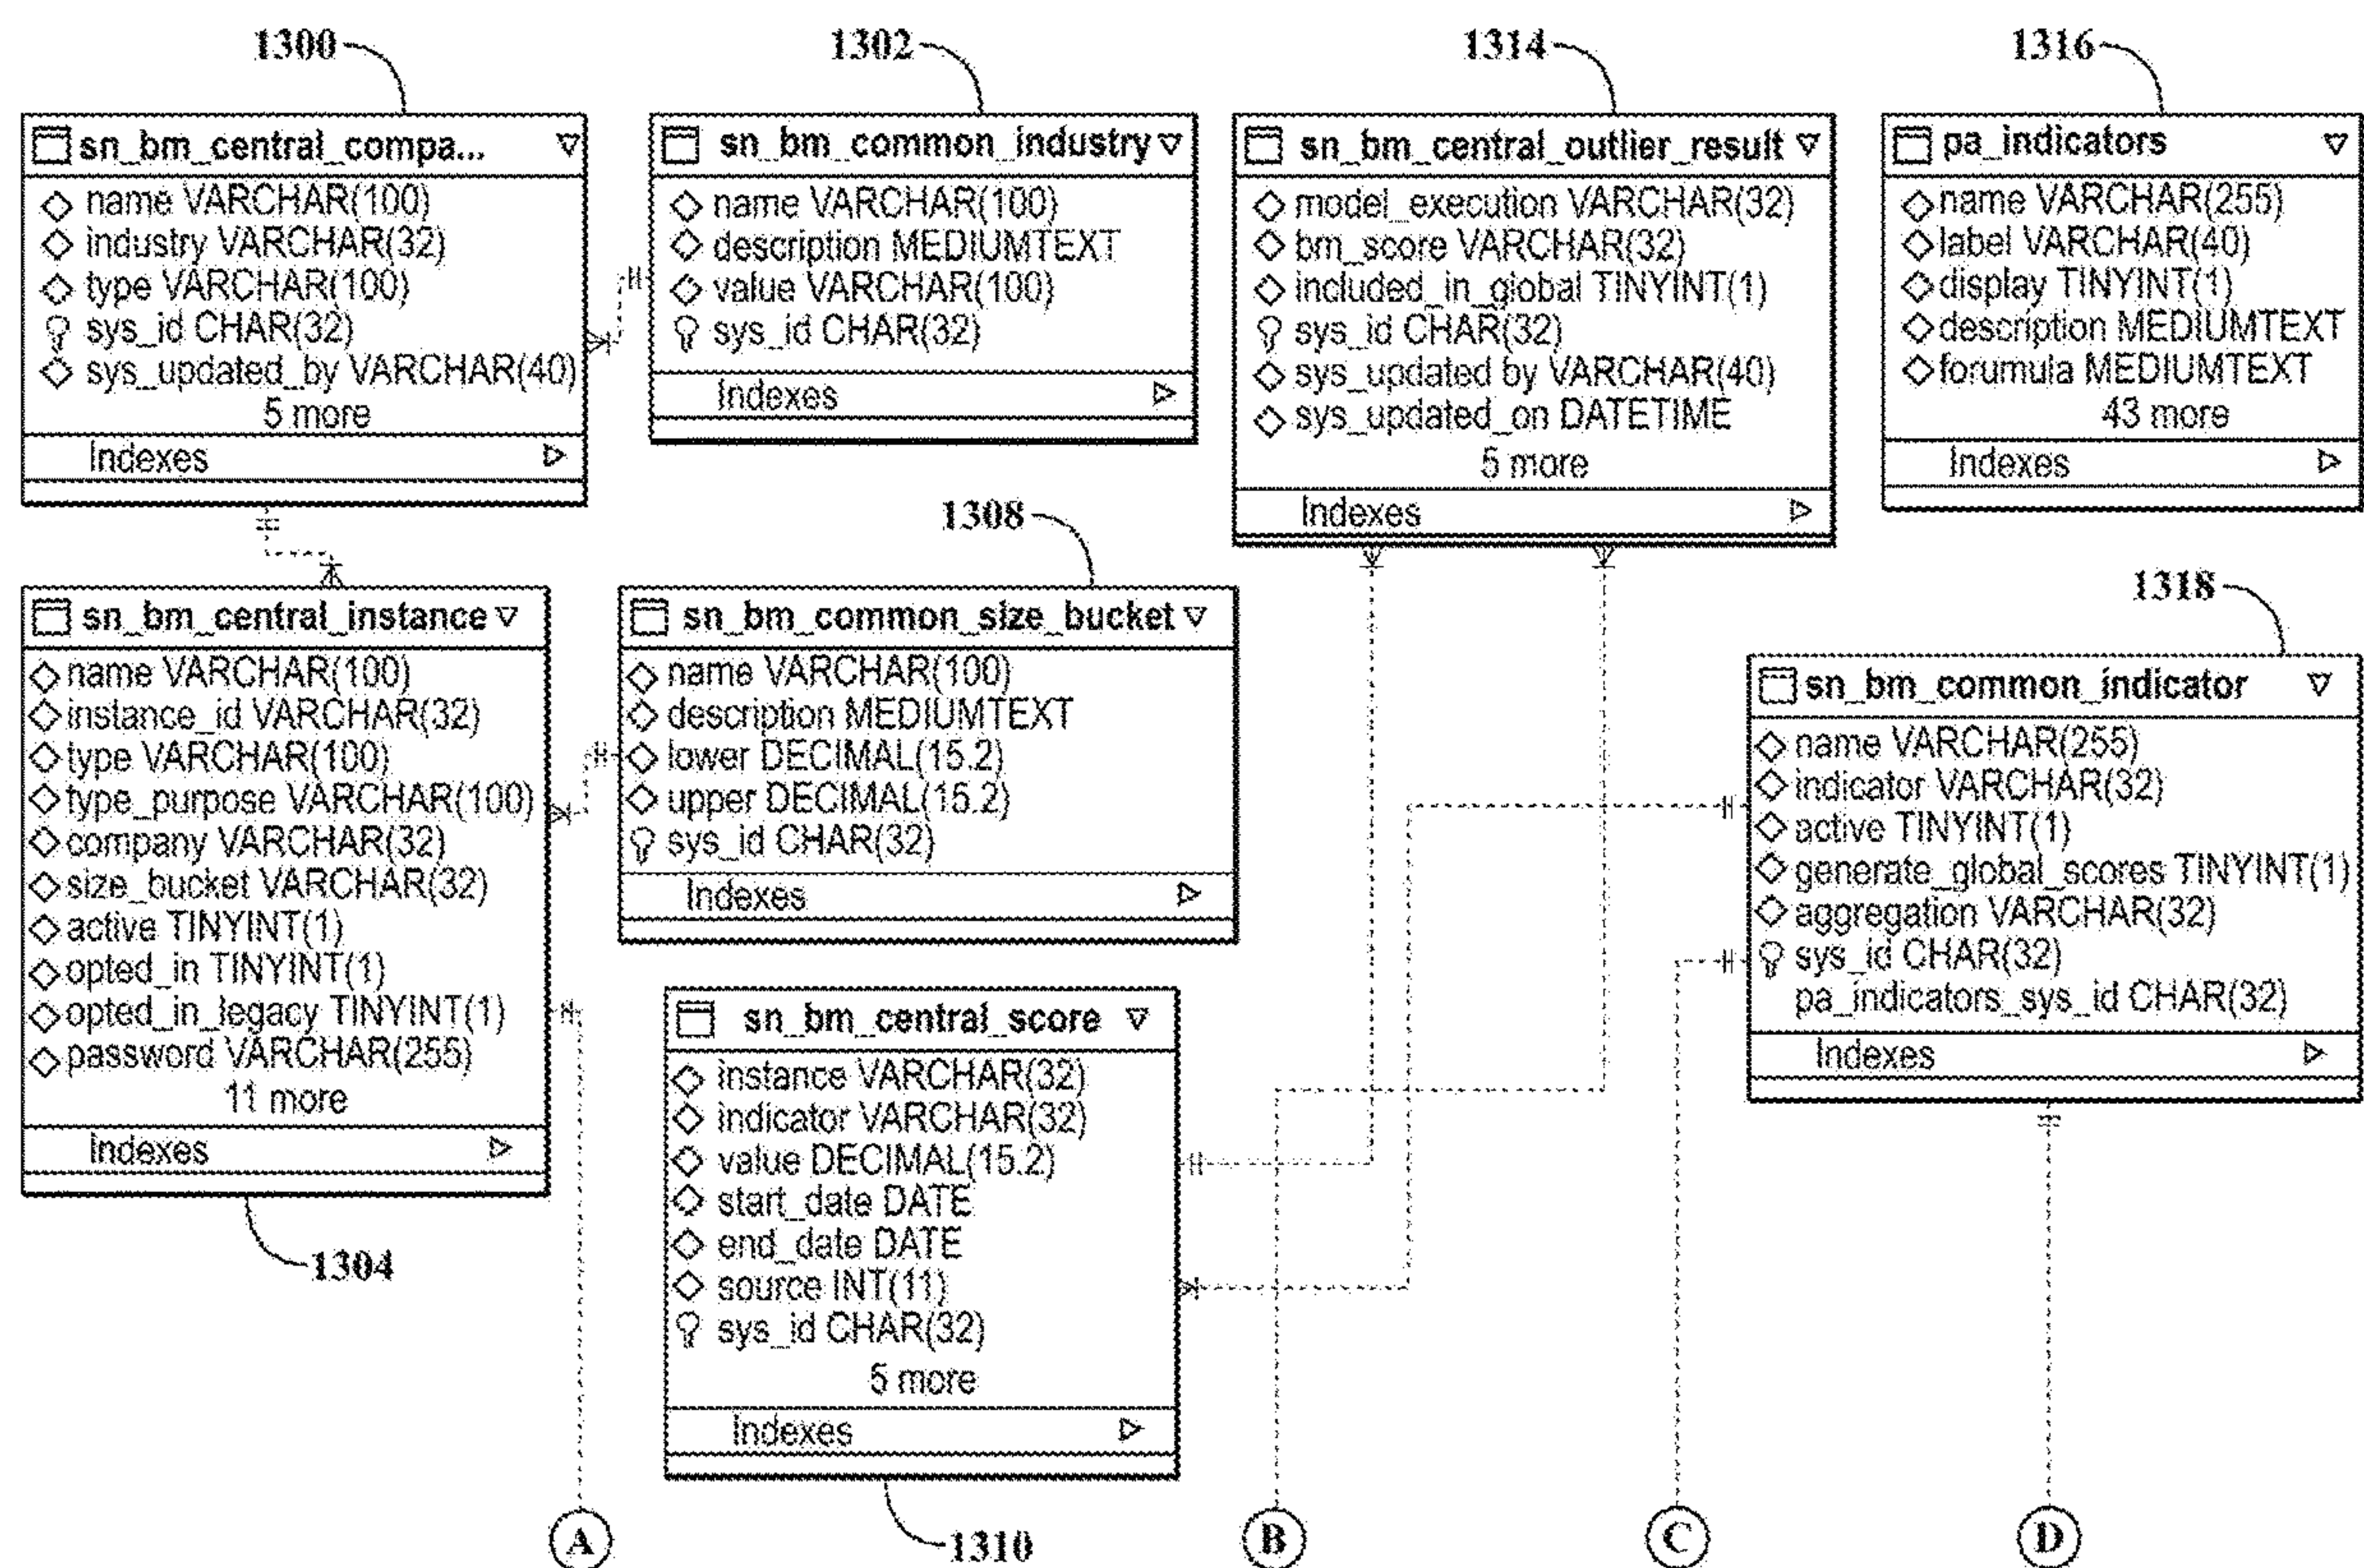 1300
sn_bm_central_compa...
name VARCHAR(100)
industry VARCHAR(32)
type VARCHAR(100)
sys_id CHAR(32)
sys_updated_by VARCHAR(40)
5 more
Indexes
1302
sn_bm_common_industry
name VARCHAR(100)
description MEDIUMTEXT
value VARCHAR(100)
sys_id CHAR(32)
Indexes
1314
sn_bm_central_outlier_result
model_execution VARCHAR(32)
bm_score VARCHAR(32)
included_in_global TINYINT(1)
sys_id CHAR(32)
sys_updated by VARCHAR(40)
sys_updated_on DATETIME
5 more
Indexes
1316
pa_indicators
name VARCHAR(255)
label VARCHAR(40)
display TINYINT(1)
description MEDIUMTEXT
forumula MEDIUMTEXT
43 more
Indexes
sn_bm_central_instance
name VARCHAR(100)
instance_id VARCHAR(32)
type VARCHAR(100)
type_purpose VARCHAR(100)
company VARCHAR(32)
size_bucket VARCHAR(32)
active TINYINT(1)
opted_in TINYINT(1)
opted_in_legacy TINYINT(1)
password VARCHAR(255)
11 more
Indexes
1304
1308
sn_bm_common_size_bucket
name VARCHAR(100)
description MEDIUMTEXT
lower DECIMAL(15.2)
upper DECIMAL(15.2)
sys_id CHAR(32)
Indexes
sn_bm_central_score
instance VARCHAR(32)
indicator VARCHAR(32)
value DECIMAL(15.2)
start_date DATE
end_date DATE
source INT(11)
sys_id CHAR(32)
5 more
Indexes
1310
1318
sn_bm_common_indicator
name VARCHAR(255)
indicator VARCHAR(32)
active TINYINT(1)
generate_global_scores TINYINT(1)
aggregation VARCHAR(32)
sys_id CHAR(32)
pa_indicators_sys_id CHAR(32)
Indexes
A
B
C
D